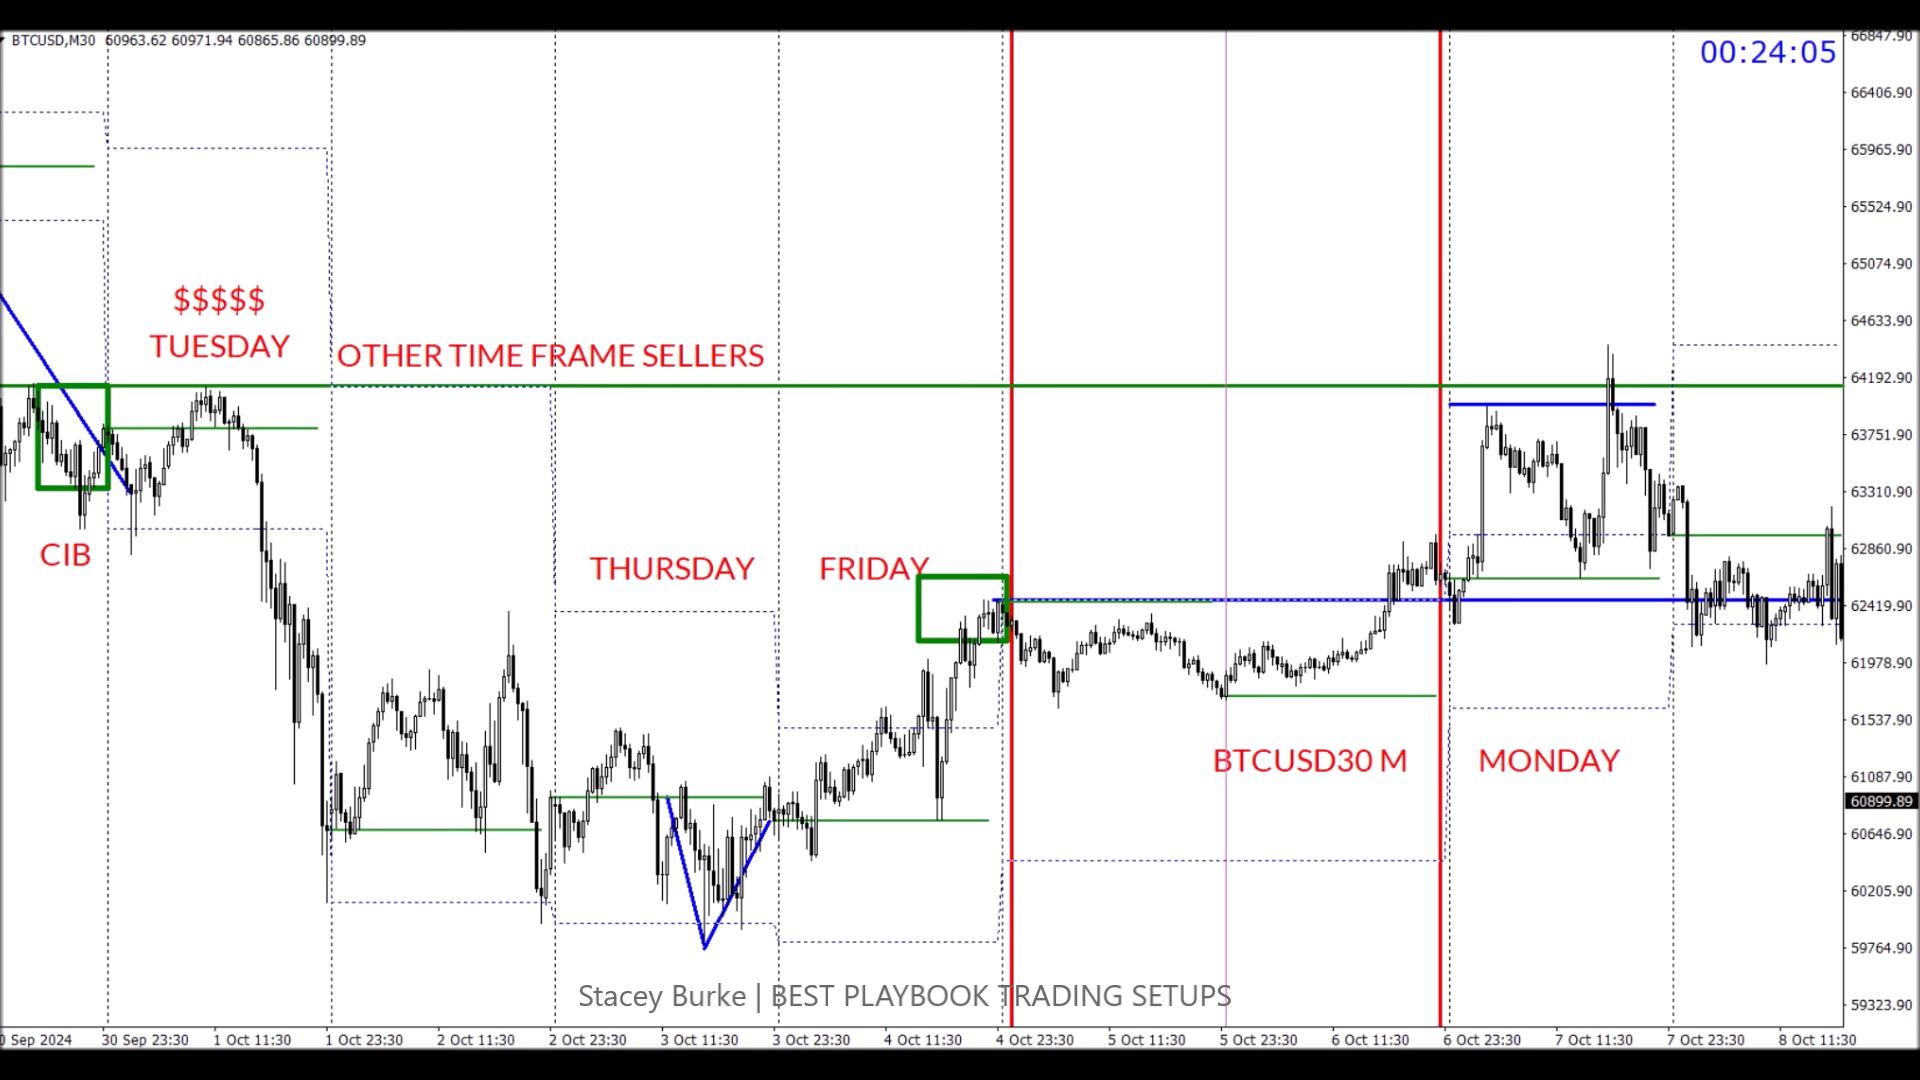 BTCUSD,M30 60963.62 60971.94 60865.86 60899.89
00:24:05
66847.90
66406.90
65965.90
65524.90
65074.90
64633.90
64192.90
63751.90
63310.90
62860.90
62419.90
61978.90
61537.90
61087.90
60899.89
60646.90
60205.90
59764.90
59323.90
$$$$$
TUESDAY
OTHER TIME FRAME SELLERS
CIB
THURSDAY
FRIDAY
BTCUSD30 M
MONDAY
Stacey Burke | BEST PLAYBOOK TRADING SETUPS
0 Sep 2024 30 Sep 23:30 1 Oct 11:30 1 Oct 23:30 2 Oct 11:30 2 Oct 23:30 3 Oct 11:30 3 Oct 23:30 4 Oct 11:30 4 Oct 23:30 5 Oct 11:30 5 Oct 23:30 6 Oct 11:30 6 Oct 23:30 7 Oct 11:30 7 Oct 23:30 8 Oct 11:30